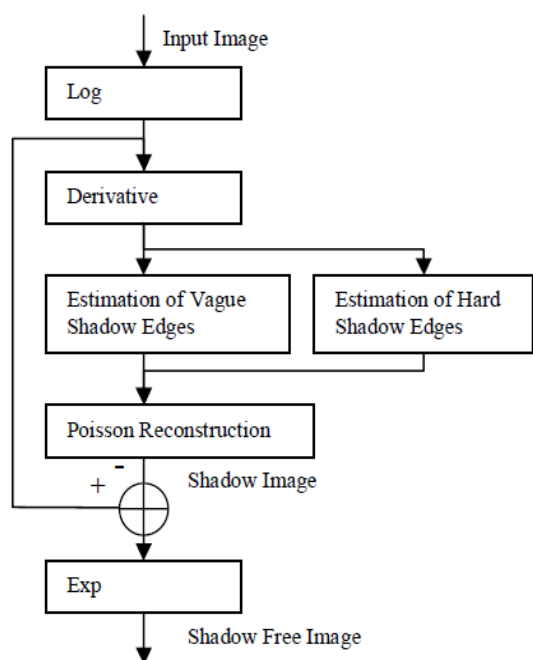 Input Image
Log
Derivative
Estimation of Vague
Shadow Edges
Estimation of Hard
Shadow Edges
Poisson Reconstruction
-
+
Shadow Image
Exp
Shadow Free Image